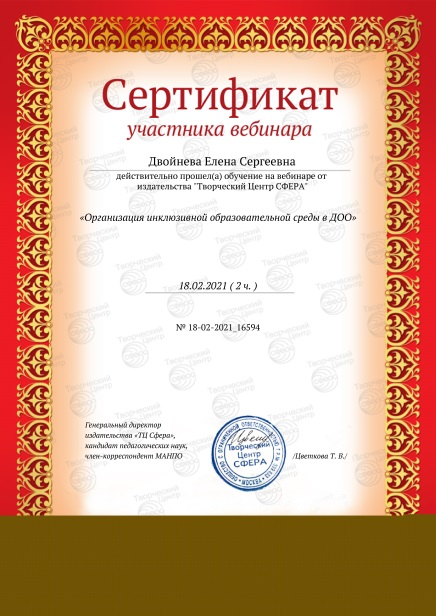 Сертификат
участника вебинара
Двойнева Елена Сергеевна
действительно прошел(а) обучение на вебинаре от
издательства "Творческий Центр СФЕРА"
«Организация инклюзивной образовательной среды в ДОО»
18.02.2021 ( 2 ч. )
№ 18-02-2021_16594
Генеральный директор
издательства «ТЦ Сфера»,
кандидат педагогических наук,
член-корреспондент МАНПО
Творческий
Центр
СФЕРА
МОСКВА
/Цветкова Т. В./